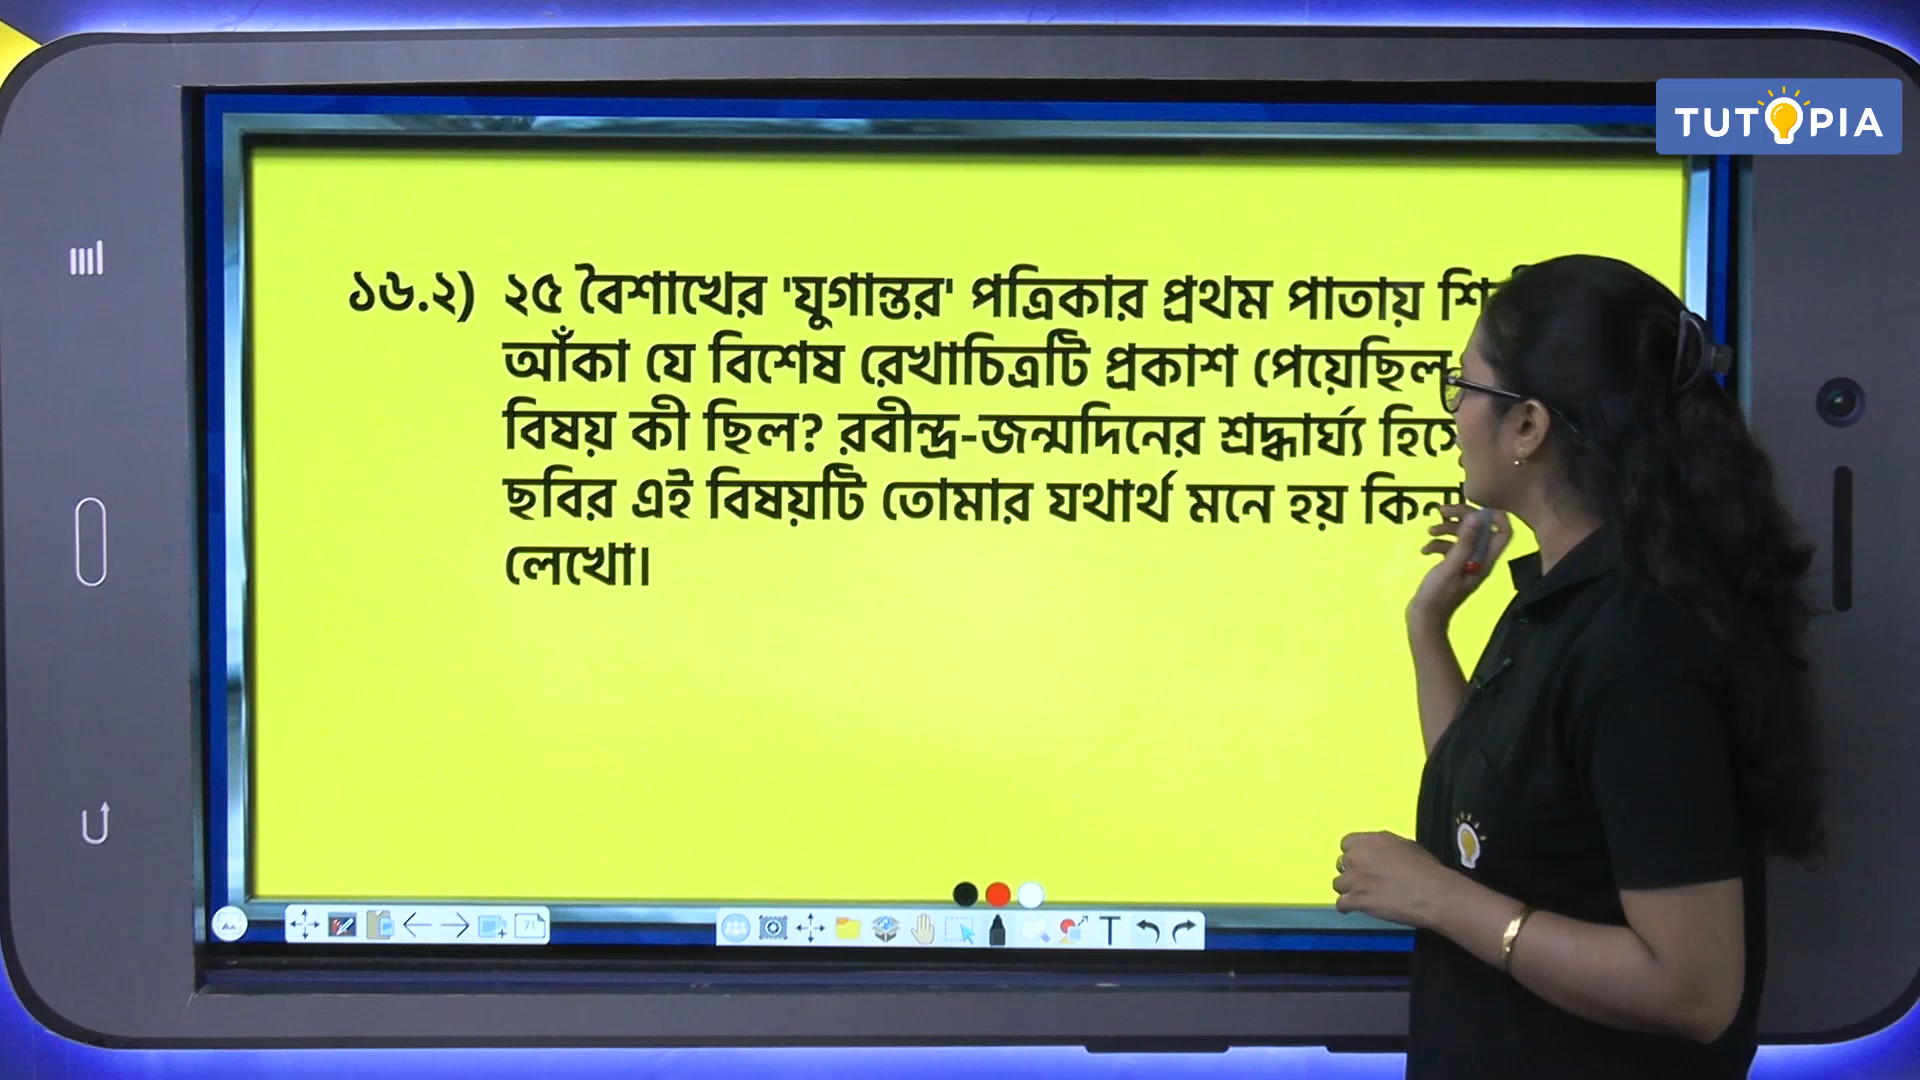 TUTOPIA
১৬.২) ২৫ বৈশাখের 'যুগান্তর' পত্রিকার প্রথম পাতায়
আঁকা যে বিশেষ রেখাচিত্রটি প্রকাশ পেয়েছিল
বিষয় কী ছিল? রবীন্দ্র-জন্মদিনের শ্রদ্ধার্ঘ্য
ছবির এই বিষয়টি তোমার যথার্থ মনে হয়
লেখো।
71
T